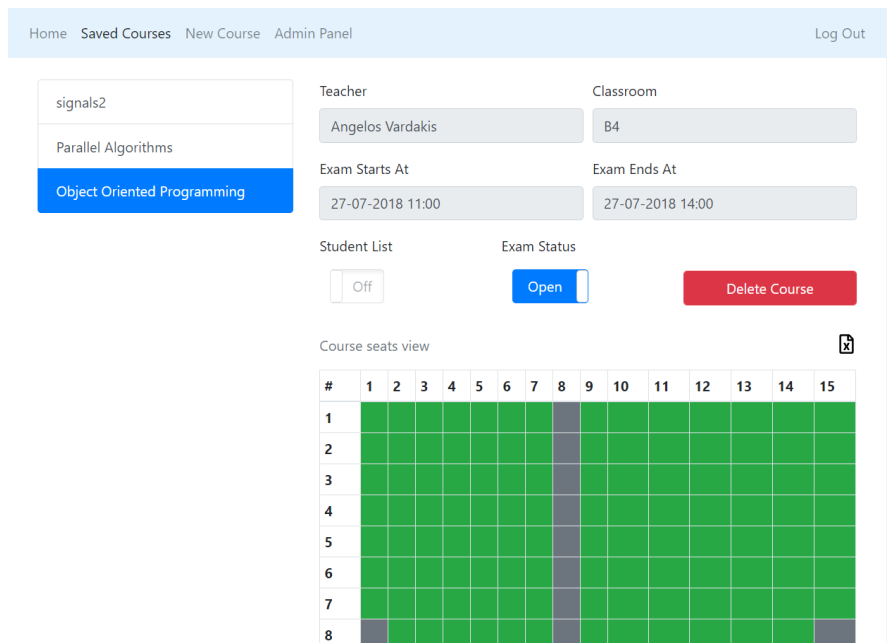 Home Saved Courses New Course Admin Panel Log Out
signals2
Parallel Algorithms
Object Oriented Programming
Teacher Classroom
Angelos Vardakis B4
Exam Starts At Exam Ends At
27-07-2018 11:00 27-07-2018 14:00
Student List Exam Status
Off Open Delete Course
Course seats view
# 1 2 3 4 5 6 7 8 9 10 11 12 13 14 15
1
2
3
4
5
6
7
8